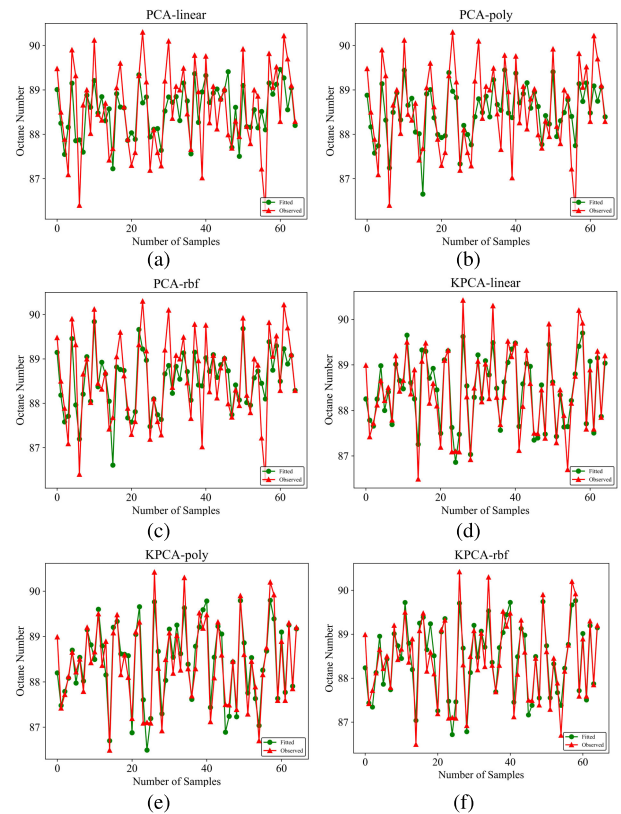 PCA-linear
90
89
88
87
Octane Number
0
20
40
60
Number of Samples
Fitted
Observed
(a)
PCA-poly
90
89
88
87
Octane Number
0
20
40
60
Number of Samples
Fitted
Observed
(b)
PCA-rbf
90
89
88
87
Octane Number
0
20
40
60
Number of Samples
Fitted
Observed
(c)
KPCA-linear
90
89
88
87
Octane Number
0
20
40
60
Number of Samples
Fitted
Observed
(d)
KPCA-poly
90
89
88
87
Octane Number
0
20
40
60
Number of Samples
Fitted
Observed
(e)
KPCA-rbf
90
89
88
87
Octane Number
0
20
40
60
Number of Samples
Fitted
Observed
(f)